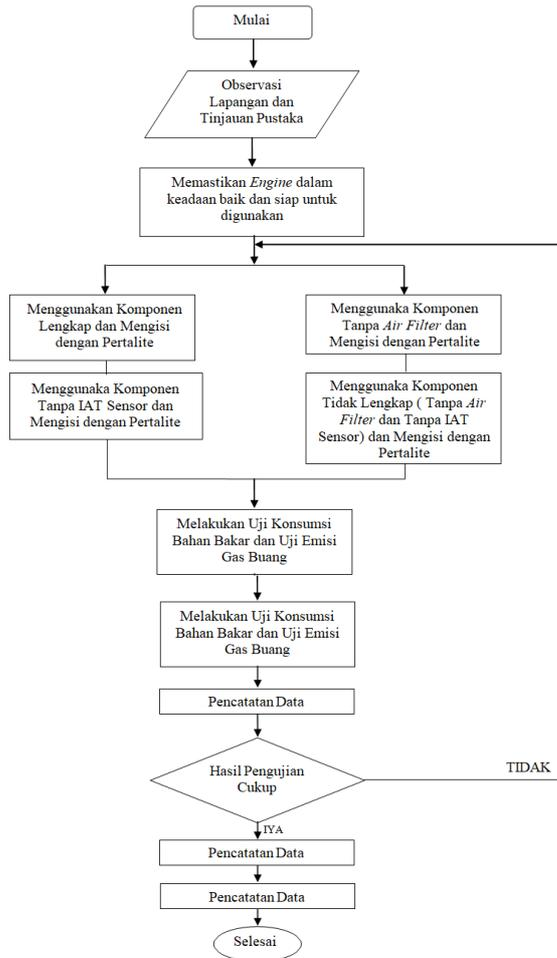 Mulai
Observasi
Lapangan dan
Tinjauan Pustaka
Memastikan Engine dalam
keadaan baik dan siap untuk
digunakan
Menggunakan Komponen
Lengkap dan Mengisi
dengan Pertalite
Menggunaka Komponen
Tanpa IAT Sensor dan
Mengisi dengan Pertalite
Menggunaka Komponen
Tanpa Air Filter dan
Mengisi dengan Pertalite
Menggunaka Komponen
Tidak Lengkap ( Tanpa Air
Filter dan Tanpa IAT
Sensor) dan Mengisi dengan
Pertalite
Melakukan Uji Konsumsi
Bahan Bakar dan Uji Emisi
Gas Buang
Melakukan Uji Konsumsi
Bahan Bakar dan Uji Emisi
Gas Buang
Pencatatan Data
Hasil Pengujian
Cukup
TIDAK
IYA
Pencatatan Data
Pencatatan Data
Selesai